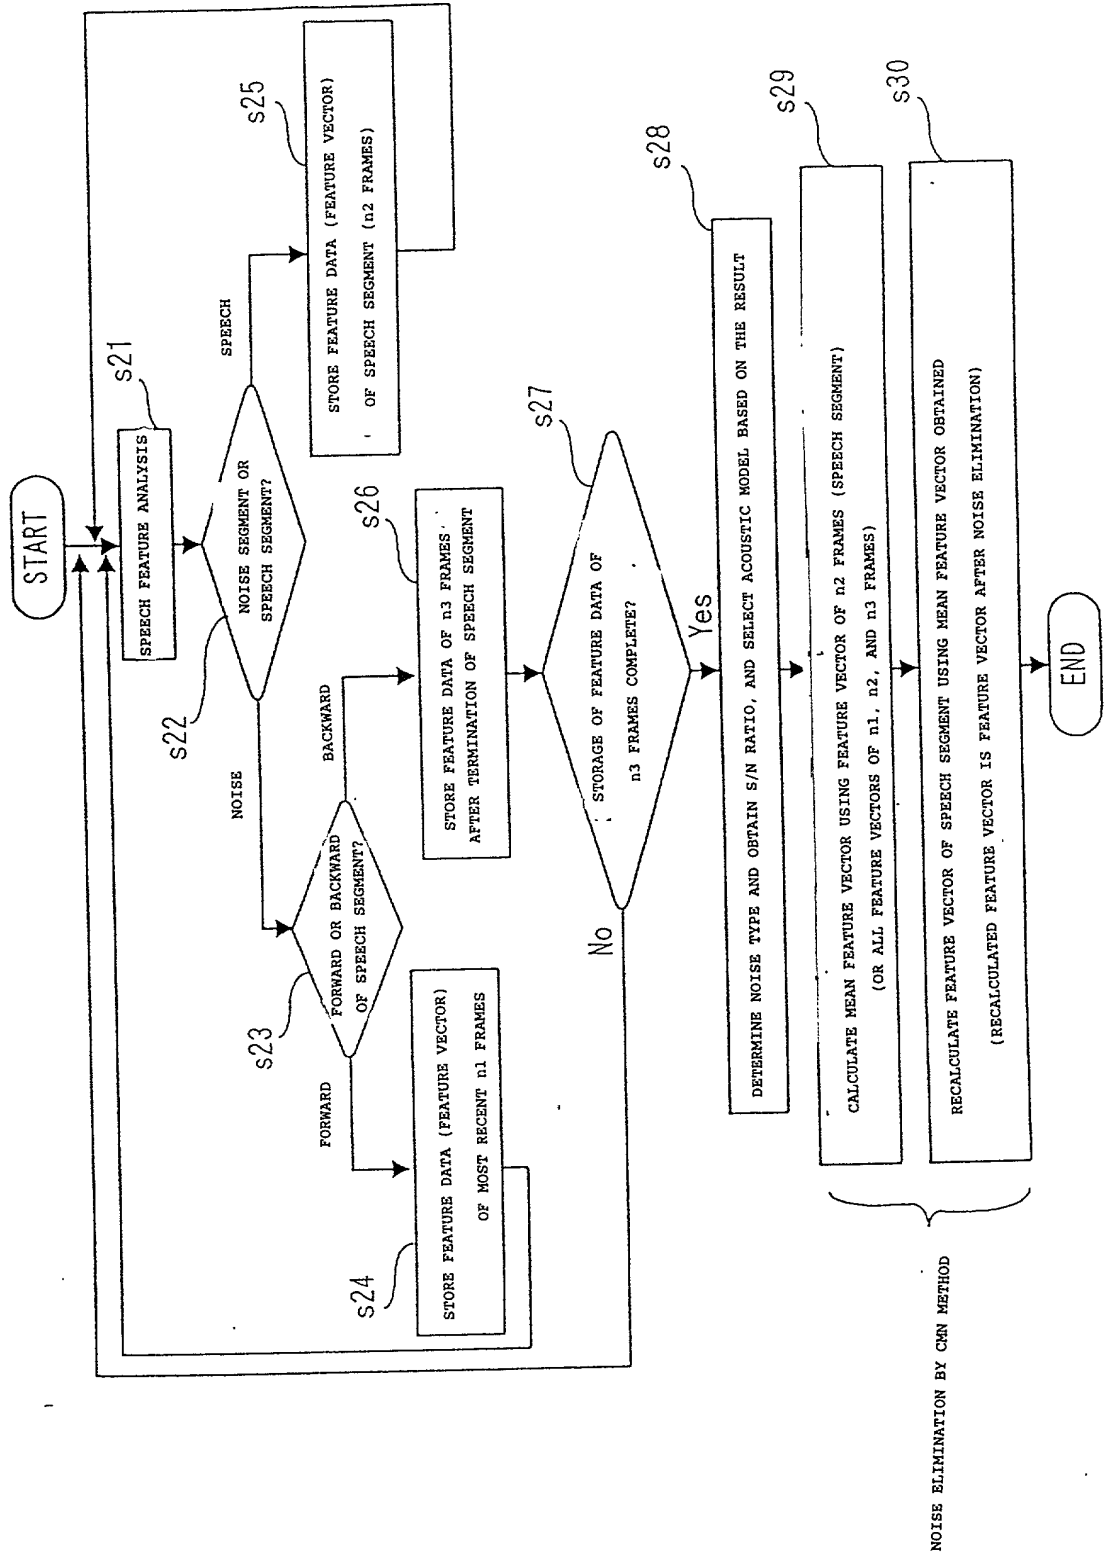 START
s21
SPEECH FEATURE ANALYSIS
s22
NOISE SEGMENT OR
SPEECH SEGMENT?
SPEECH
s25
STORE FEATURE DATA (FEATURE VECTOR)
OF SPEECH SEGMENT (n2 FRAMES)
NOISE
s23
FORWARD OR BACKWARD
OF SPEECH SEGMENT?
FORWARD
s24
STORE FEATURE DATA (FEATURE VECTOR)
OF MOST RECENT n1 FRAMES
BACKWARD
s26
STORE FEATURE DATA OF n3 FRAMES
AFTER TERMINATION OF SPEECH SEGMENT
s27
STORAGE OF FEATURE DATA OF
n3 FRAMES COMPLETE?
No
Yes
s28
DETERMINE NOISE TYPE AND OBTAIN S/N RATIO, AND SELECT ACOUSTIC MODEL BASED ON THE RESULT
s29
CALCULATE MEAN FEATURE VECTOR USING FEATURE VECTOR OF n2 FRAMES (SPEECH SEGMENT)
(OR ALL FEATURE VECTORS OF n1, n2, AND n3 FRAMES)
s30
RECALCULATE FEATURE VECTOR OF SPEECH SEGMENT USING MEAN FEATURE VECTOR OBTAINED
(RECALCULATED FEATURE VECTOR IS FEATURE VECTOR AFTER NOISE ELIMINATION)
NOISE ELIMINATION BY CMN METHOD
END